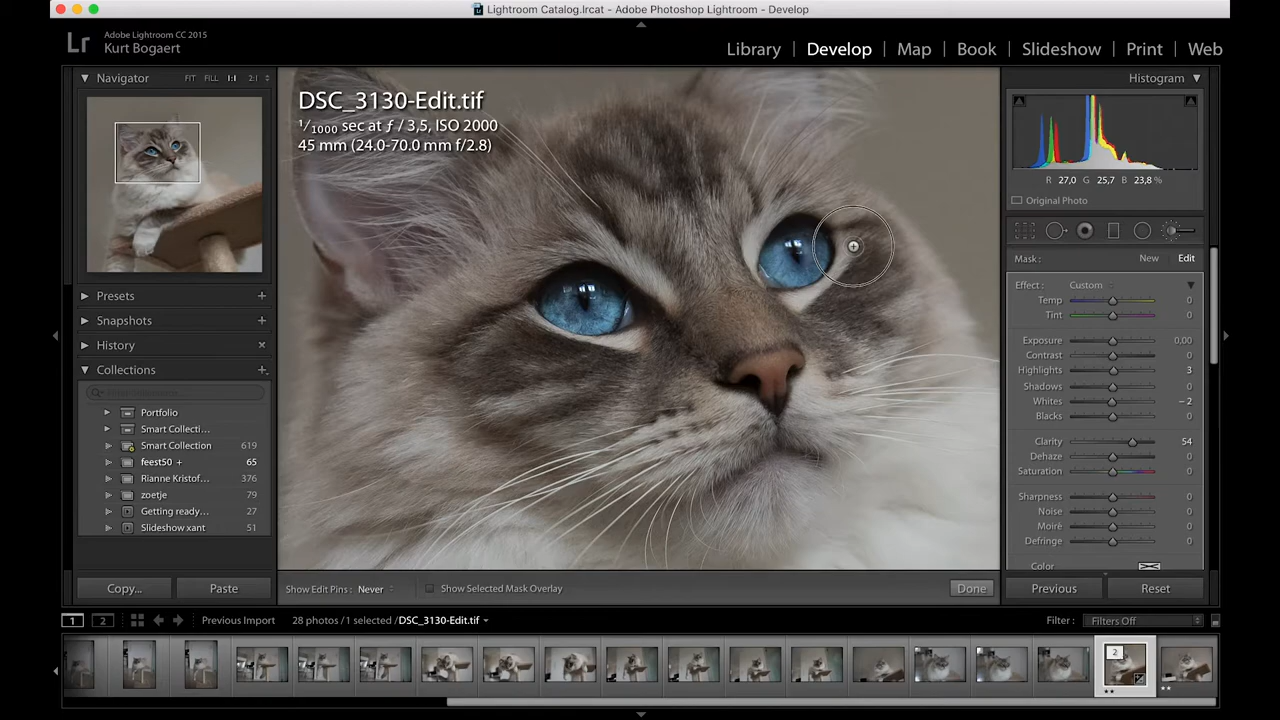 Lightroom Catalog.lrcat - Adobe Photoshop Lightroom - Develop
Lr
Adobe Lightroom CC 2015
Kurt Bogaert
Library | Develop | Map | Book | Slideshow | Print | Web
Navigator FIT FILL 1:1 2:1
DSC_3130-Edit.tif
1/1000 sec at f / 3,5, ISO 2000
45 mm (24.0-70.0 mm f/2.8)
Presets
Snapshots
History
Collections
Portfolio
Smart Collecti...
Smart Collection 619
feest50 + 65
Rianne Kristof... 376
zoetje 79
Getting ready... 27
Slideshow xant 51
Copy... Paste
Histogram
R 27,0 G 25,7 B 23,8 %
Original Photo
Mask : New Edit
Effect : Custom
Temp 0
Tint 0
Exposure 0,00
Contrast 0
Highlights 3
Shadows 0
Whites – 2
Blacks 0
Clarity 54
Dehaze 0
Saturation 0
Sharpness 0
Noise 0
Moiré 0
Defringe 0
Color
Previous Reset
Show Edit Pins : Never Show Selected Mask Overlay Done
1 2 Previous Import 28 photos / 1 selected / DSC_3130-Edit.tif Filter : Filters Off
2